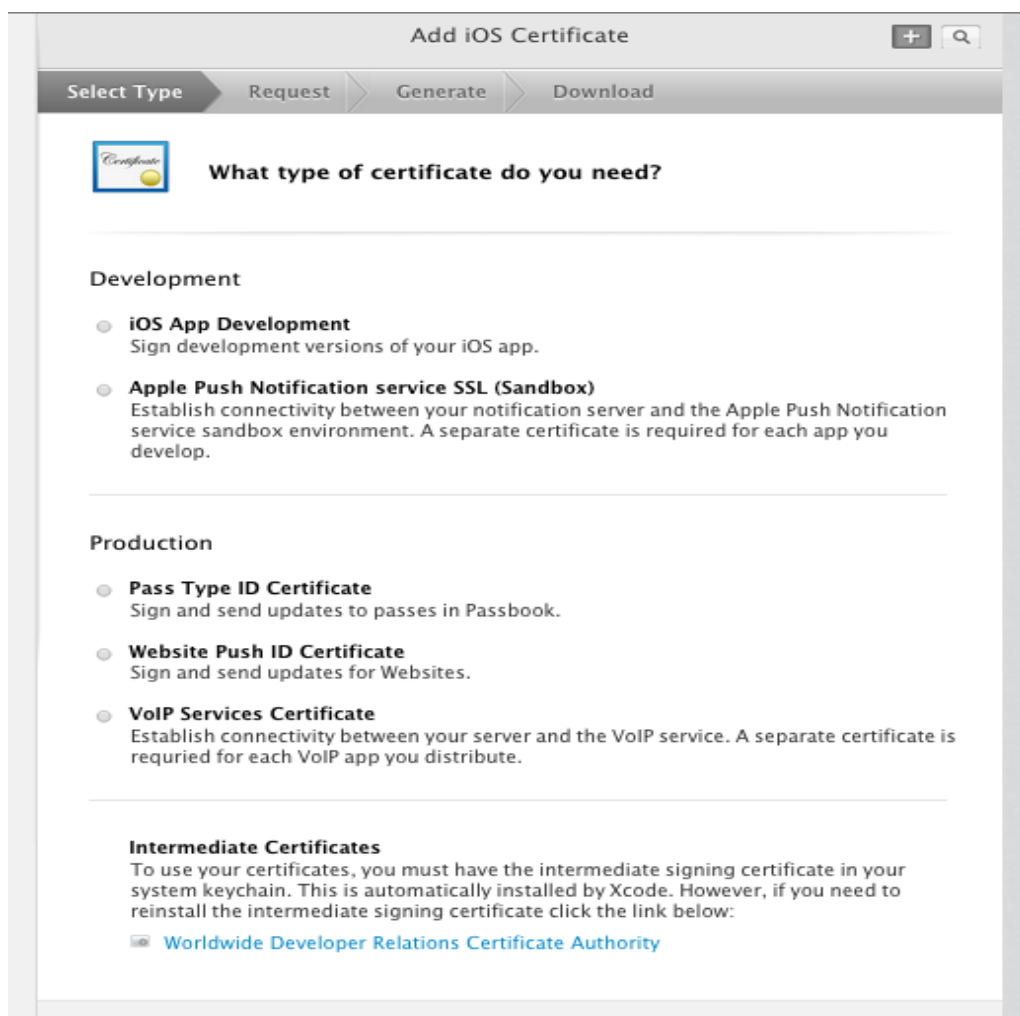 Add iOS Certificate
Select Type
Request
Generate
Download
Certificate
What type of certificate do you need?
Development
iOS App Development
Sign development versions of your iOS app.
Apple Push Notification service SSL (Sandbox)
Establish connectivity between your notification server and the Apple Push Notification
service sandbox environment. A separate certificate is required for each app you
develop.
Production
Pass Type ID Certificate
Sign and send updates to passes in Passbook.
Website Push ID Certificate
Sign and send updates for Websites.
VoIP Services Certificate
Establish connectivity between your server and the VoIP service. A separate certificate is
requried for each VoIP app you distribute.
Intermediate Certificates
To use your certificates, you must have the intermediate signing certificate in your
system keychain. This is automatically installed by Xcode. However, if you need to
reinstall the intermediate signing certificate click the link below:
Worldwide Developer Relations Certificate Authority